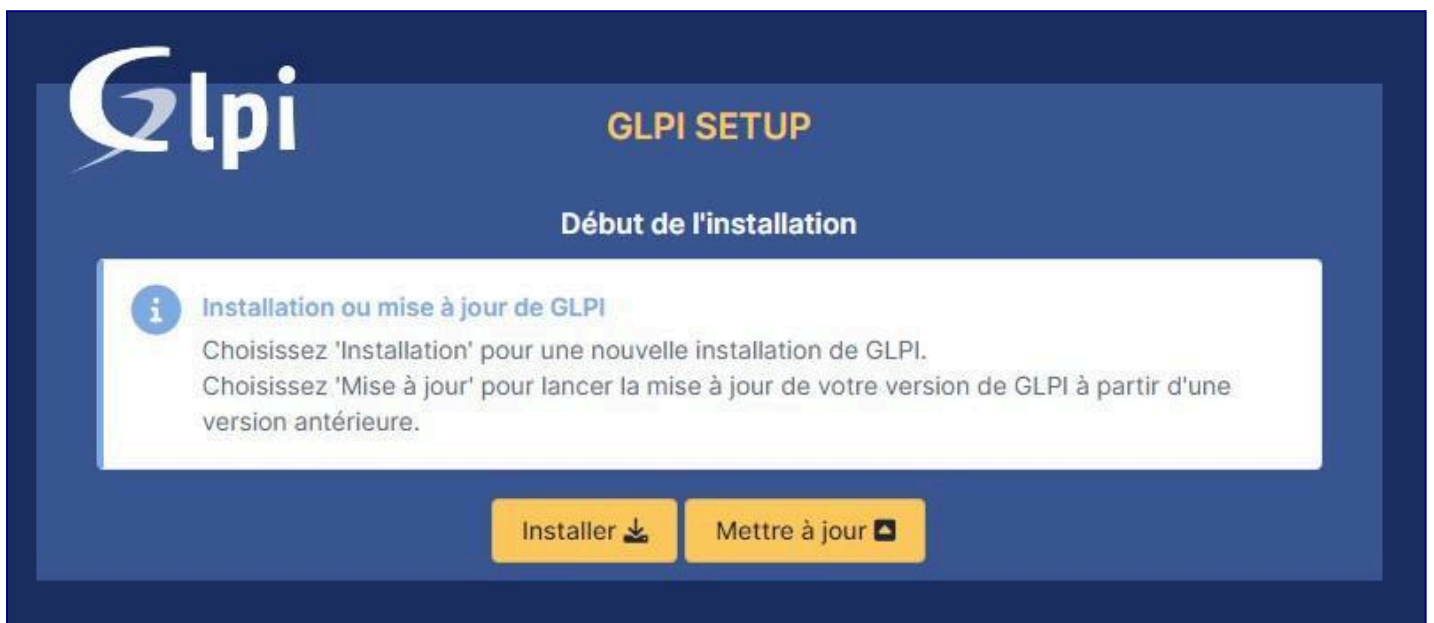 Glpi
GLPI SETUP
Début de l'installation
Installation ou mise à jour de GLPI
Choisissez 'Installation' pour une nouvelle installation de GLPI.
Choisissez 'Mise à jour' pour lancer la mise à jour de votre version de GLPI à partir d'une
version antérieure.
Installer
Mettre à jour